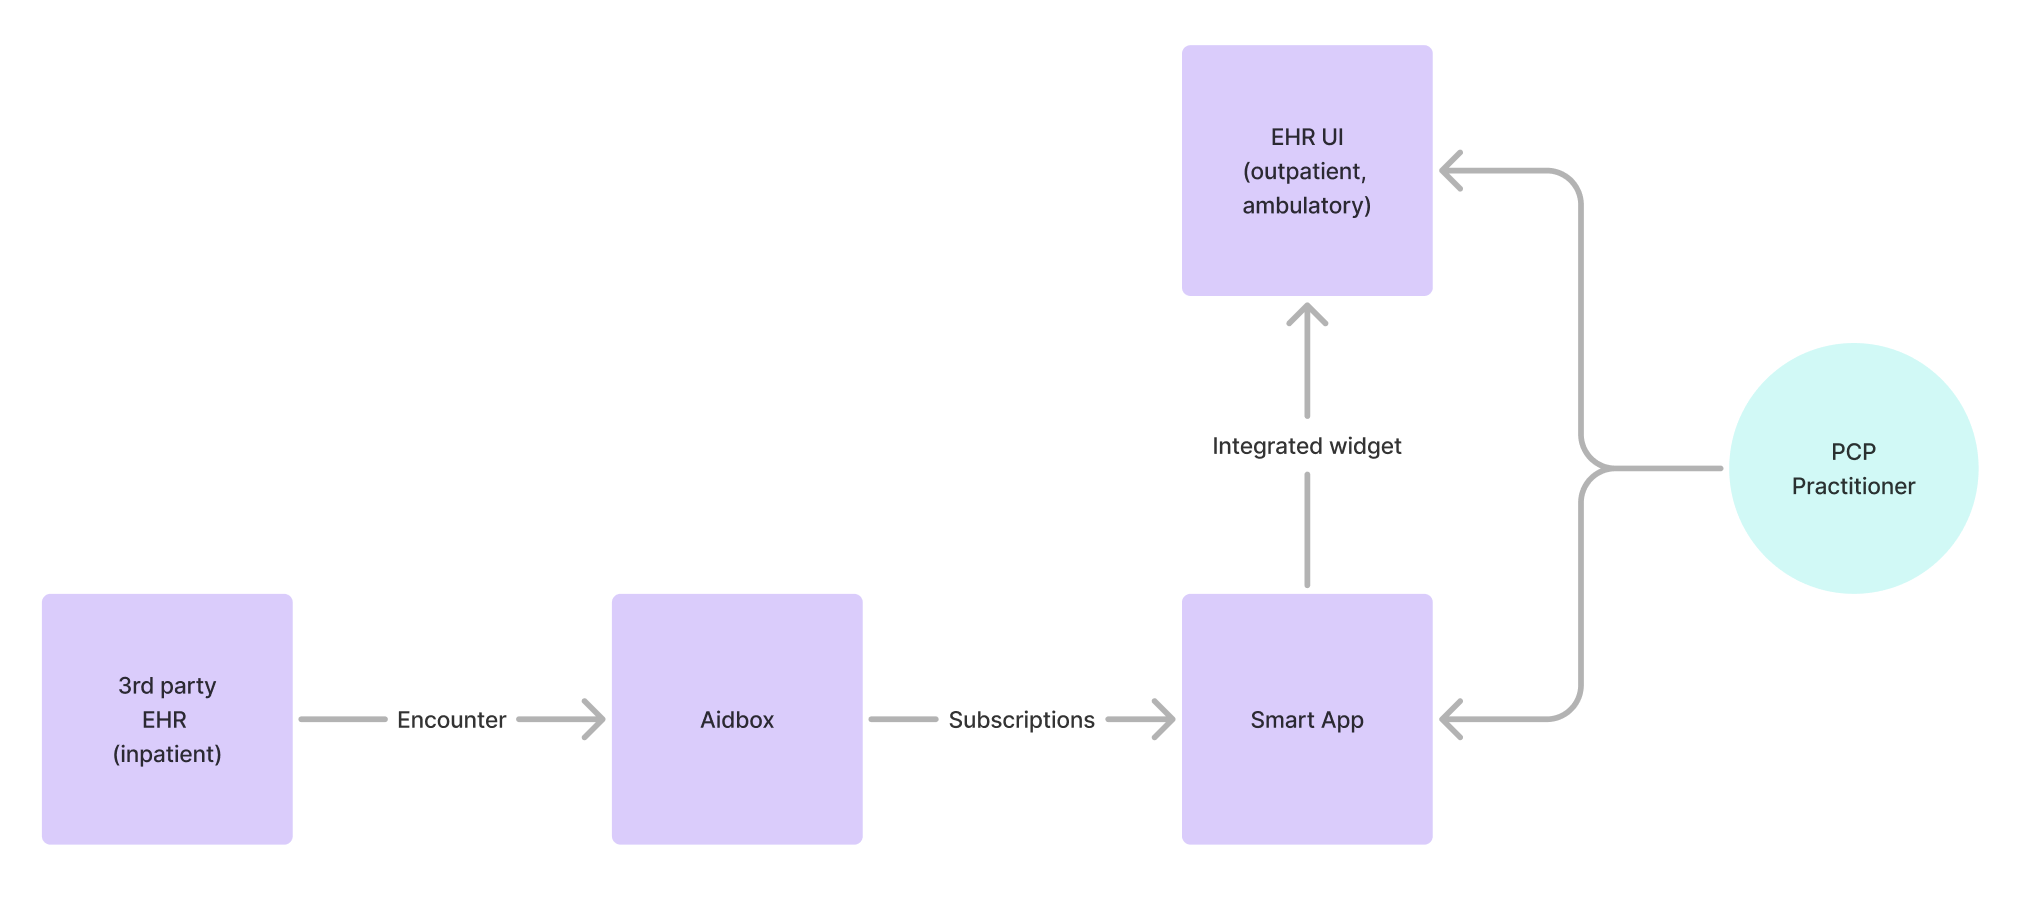 EHR UI
(outpatient,
ambulatory)
Integrated widget
PCP
Practitioner
3rd party
EHR
(inpatient)
Encounter
Aidbox
Subscriptions
Smart App